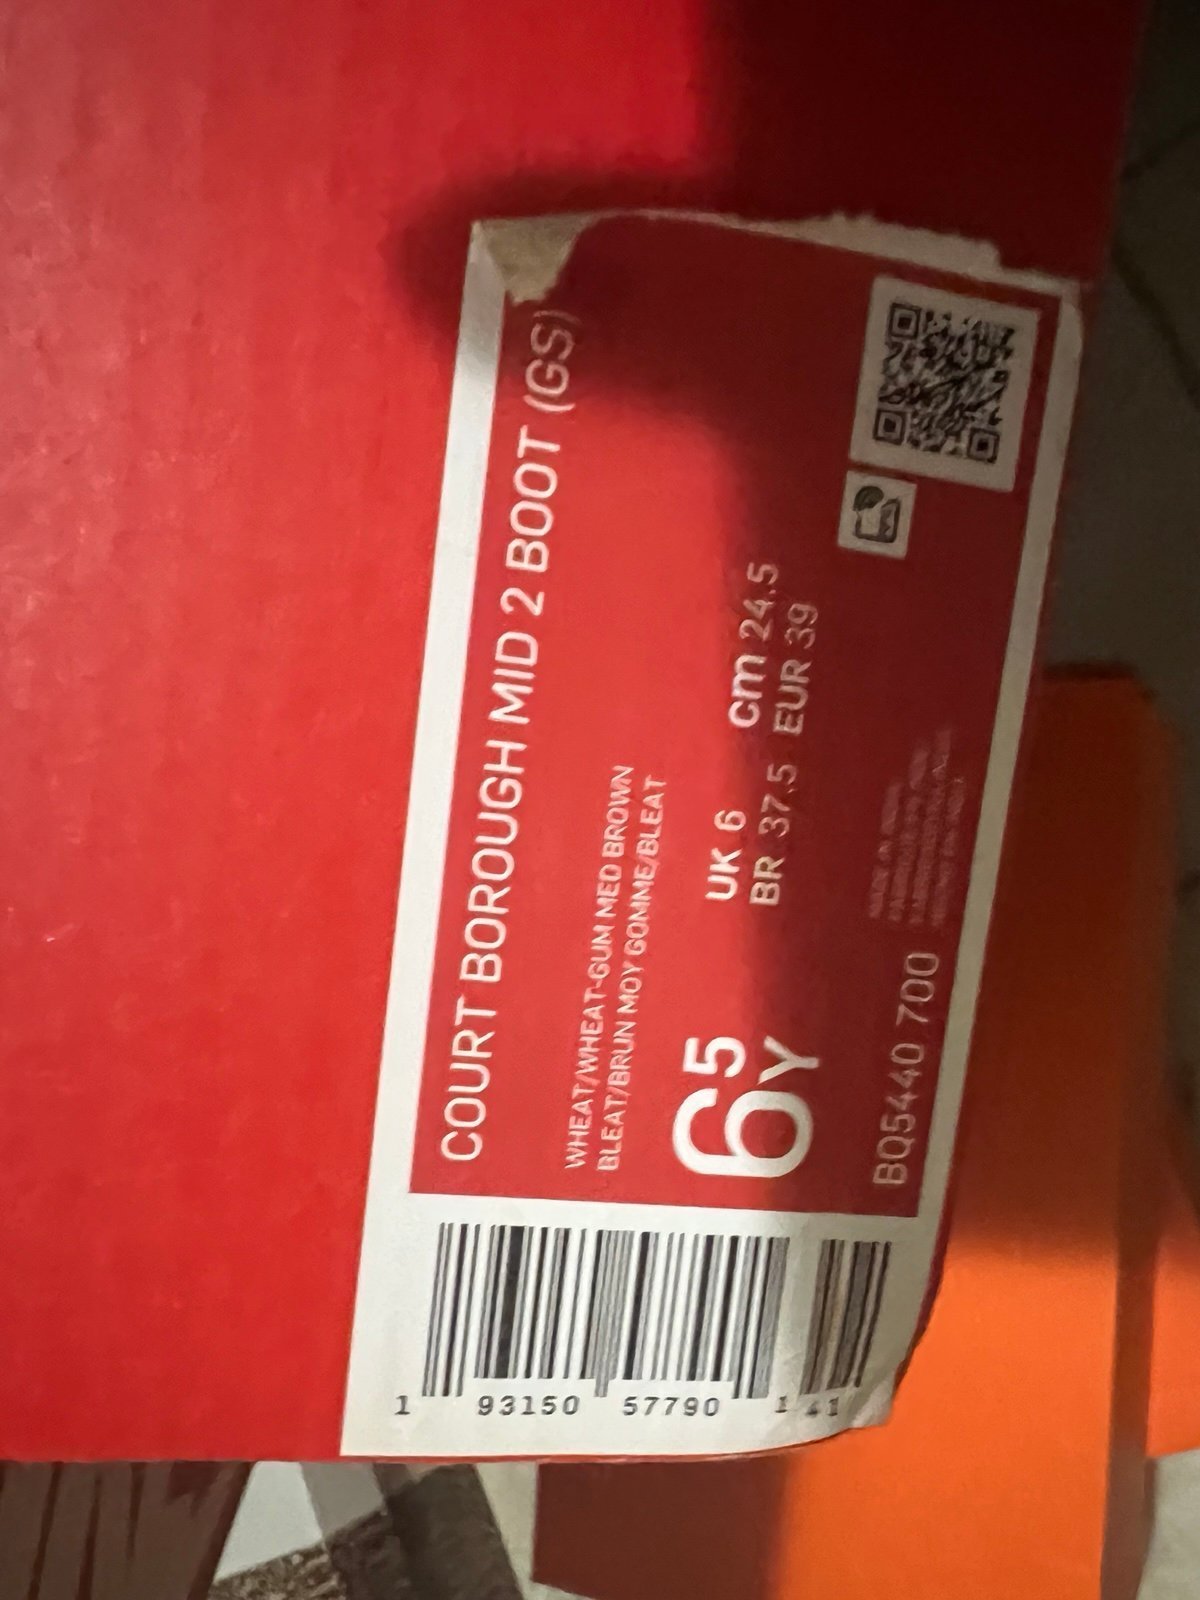 COURT BOROUGH MID 2 BOOT (GS)
WHEAT/WHEAT-GUM MED BROWN
BLEAT/BRUN MOY GOMME/BLEAT
6 5 Y
UK 6 cm 24.5
BR 37.5 EUR 39
BQ5440 700
1 93150 57790 1 41